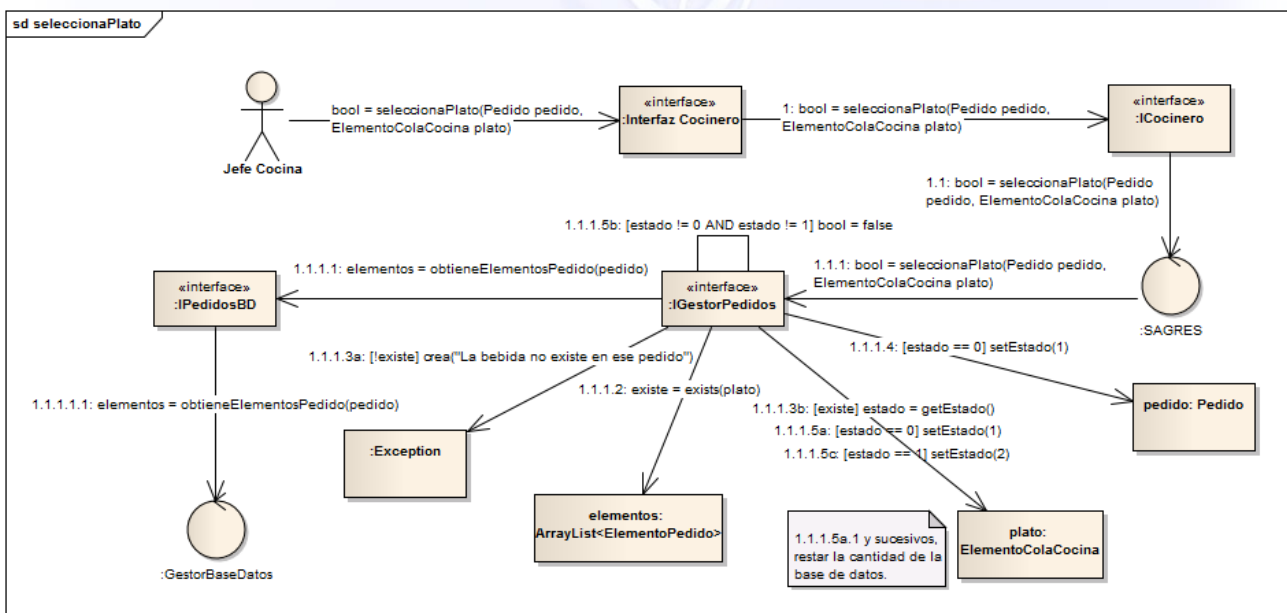 sd seleccionaPlato
Jefe Cocina
bool = seleccionaPlato(Pedido pedido,
ElementoColaCocina plato)
«interface»
:Interfaz Cocinero
1: bool = seleccionaPlato(Pedido pedido,
ElementoColaCocina plato)
«interface»
:ICocinero
1.1: bool = seleccionaPlato(Pedido
pedido, ElementoColaCocina plato)
1.1.1.5b: [estado != 0 AND estado != 1] bool = false
1.1.1: bool = seleccionaPlato(Pedido pedido,
ElementoColaCocina plato)
:SAGRES
«interface»
:IGestorPedidos
1.1.1.1: elementos = obtieneElementosPedido(pedido)
«interface»
:IPedidosBD
1.1.1.3a: [!existe] crea("La bebida no existe en ese pedido")
1.1.1.4: [estado == 0] setEstado(1)
1.1.1.2: existe = exists(plato)
1.1.1.1.1: elementos = obtieneElementosPedido(pedido)
1.1.1.3b: [existe] estado = getEstado()
1.1.1.5a: [estado == 0] setEstado(1)
1.1.1.5c: [estado == 1] setEstado(2)
pedido: Pedido
:Exception
elementos:
ArrayList<ElementoPedido>
1.1.1.5a.1 y sucesivos,
restar la cantidad de la
base de datos.
plato:
ElementoColaCocina
:GestorBaseDatos